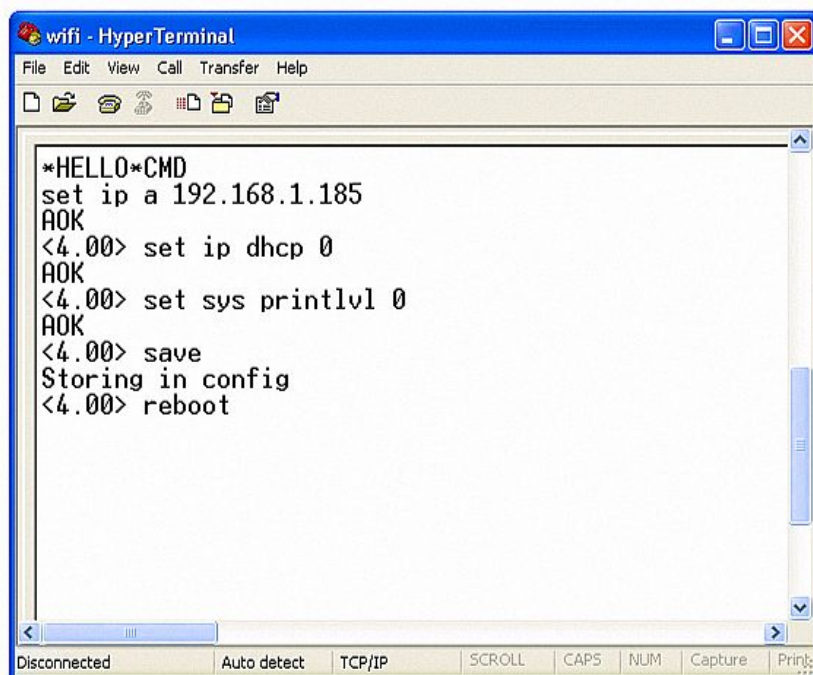 wifi - HyperTerminal
File Edit View Call Transfer Help
*HELLO*CMD
set ip a 192.168.1.185
AOK
<4.00> set ip dhcp 0
AOK
<4.00> set sys printlvl 0
AOK
<4.00> save
Storing in config
<4.00> reboot
Disconnected Auto detect TCP/IP SCROLL CAPS NUM Capture Print